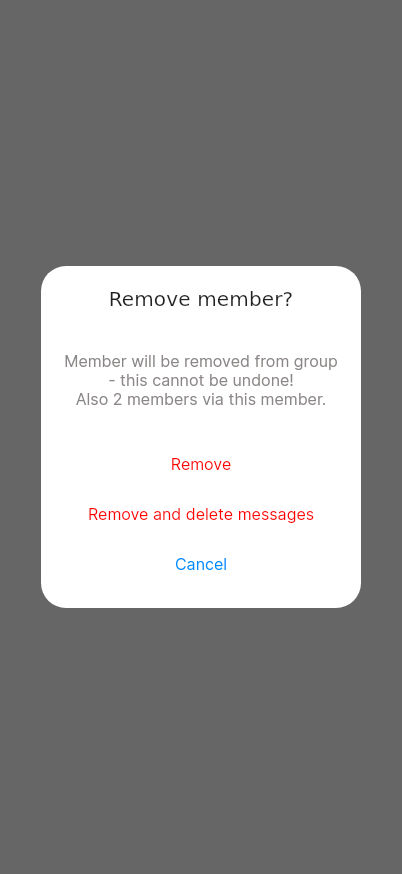 Remove member?
Member will be removed from group
- this cannot be undone!
Also 2 members via this member.
Remove
Remove and delete messages
Cancel